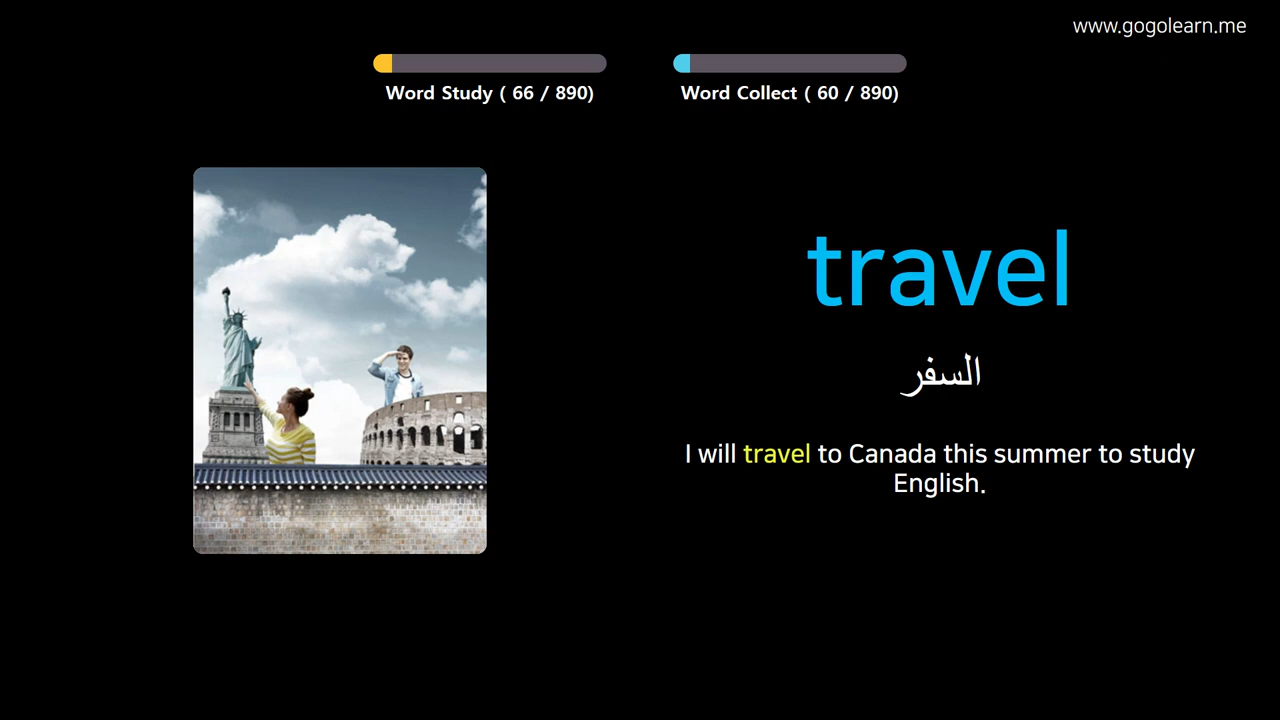 www.gogolearn.me
Word Study ( 66 / 890)
Word Collect ( 60 / 890)
travel
السفر
I will travel to Canada this summer to study
English.